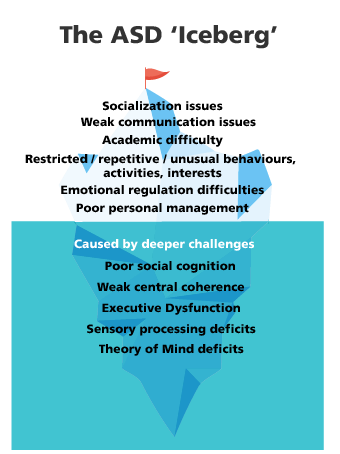 The ASD ‘Iceberg’
Socialization issues
Weak communication issues
Academic difficulty
Restricted / repetitive / unusual behaviours,
activities, interests
Emotional regulation difficulties
Poor personal management
Caused by deeper challenges
Poor social cognition
Weak central coherence
Executive Dysfunction
Sensory processing deficits
Theory of Mind deficits